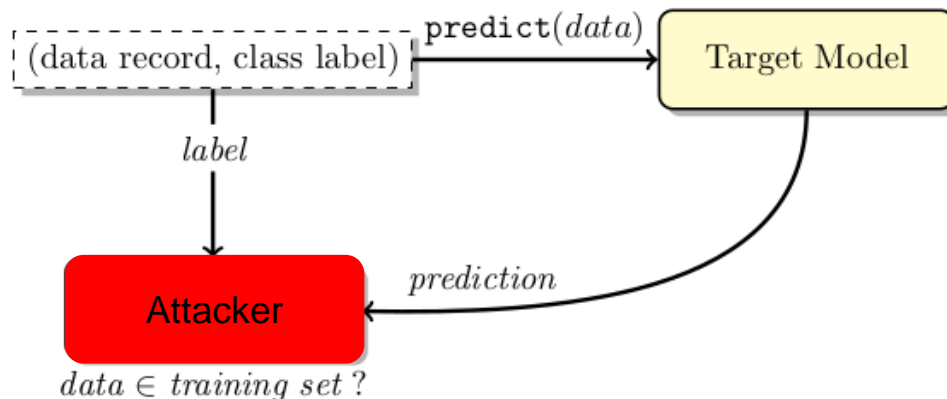 predict(data)
(data record, class label)
Target Model
label
prediction
Attacker
data ∈ training set ?